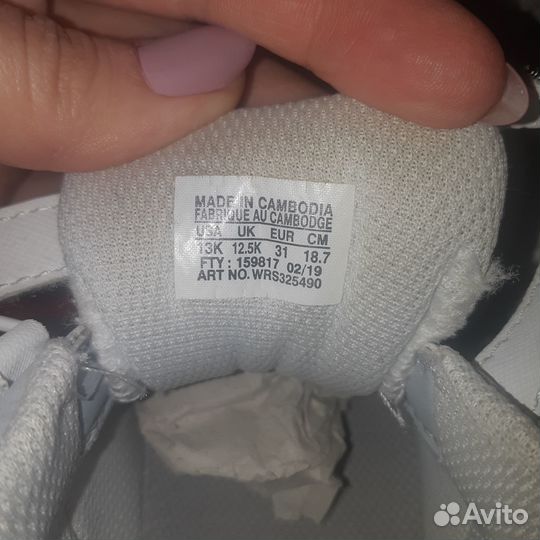 MADE IN CAMBODIA
FABRIQUE AU CAMBODGE
USA UK EUR CM
13K 12.5K 31 18.7
FTY : 159817 02/19
ART NO. WRS325490
Avito